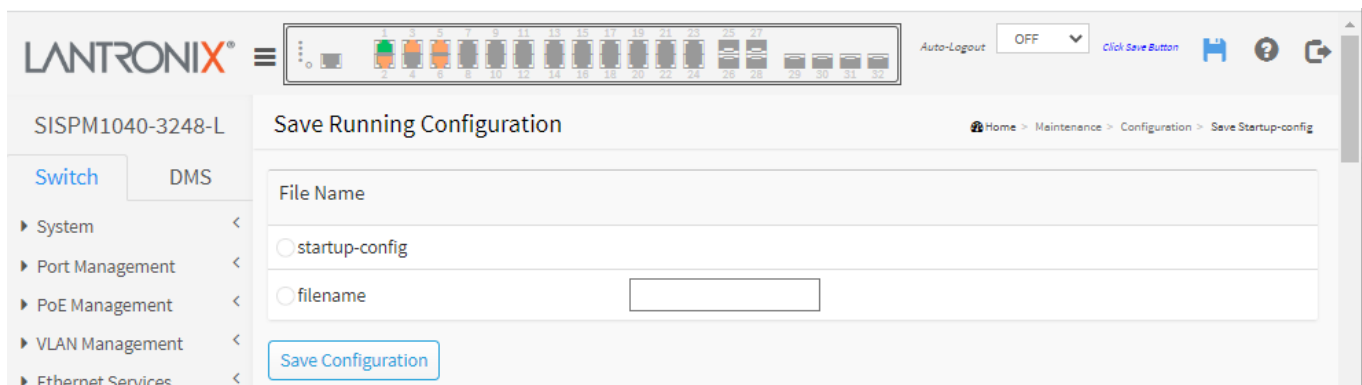 LANTRONIX®
1 3 5 7 9 11 13 15 17 19 21 23 25 27
2 4 6 8 10 12 14 16 18 20 22 24 26 28 29 30 31 32
Auto-Logout OFF Click Save Button
SISPM1040-3248-L
Save Running Configuration
Home > Maintenance > Configuration > Save Startup-config
Switch DMS
File Name
System
startup-config
Port Management
filename
PoE Management
VLAN Management
Save Configuration
Ethernet Services